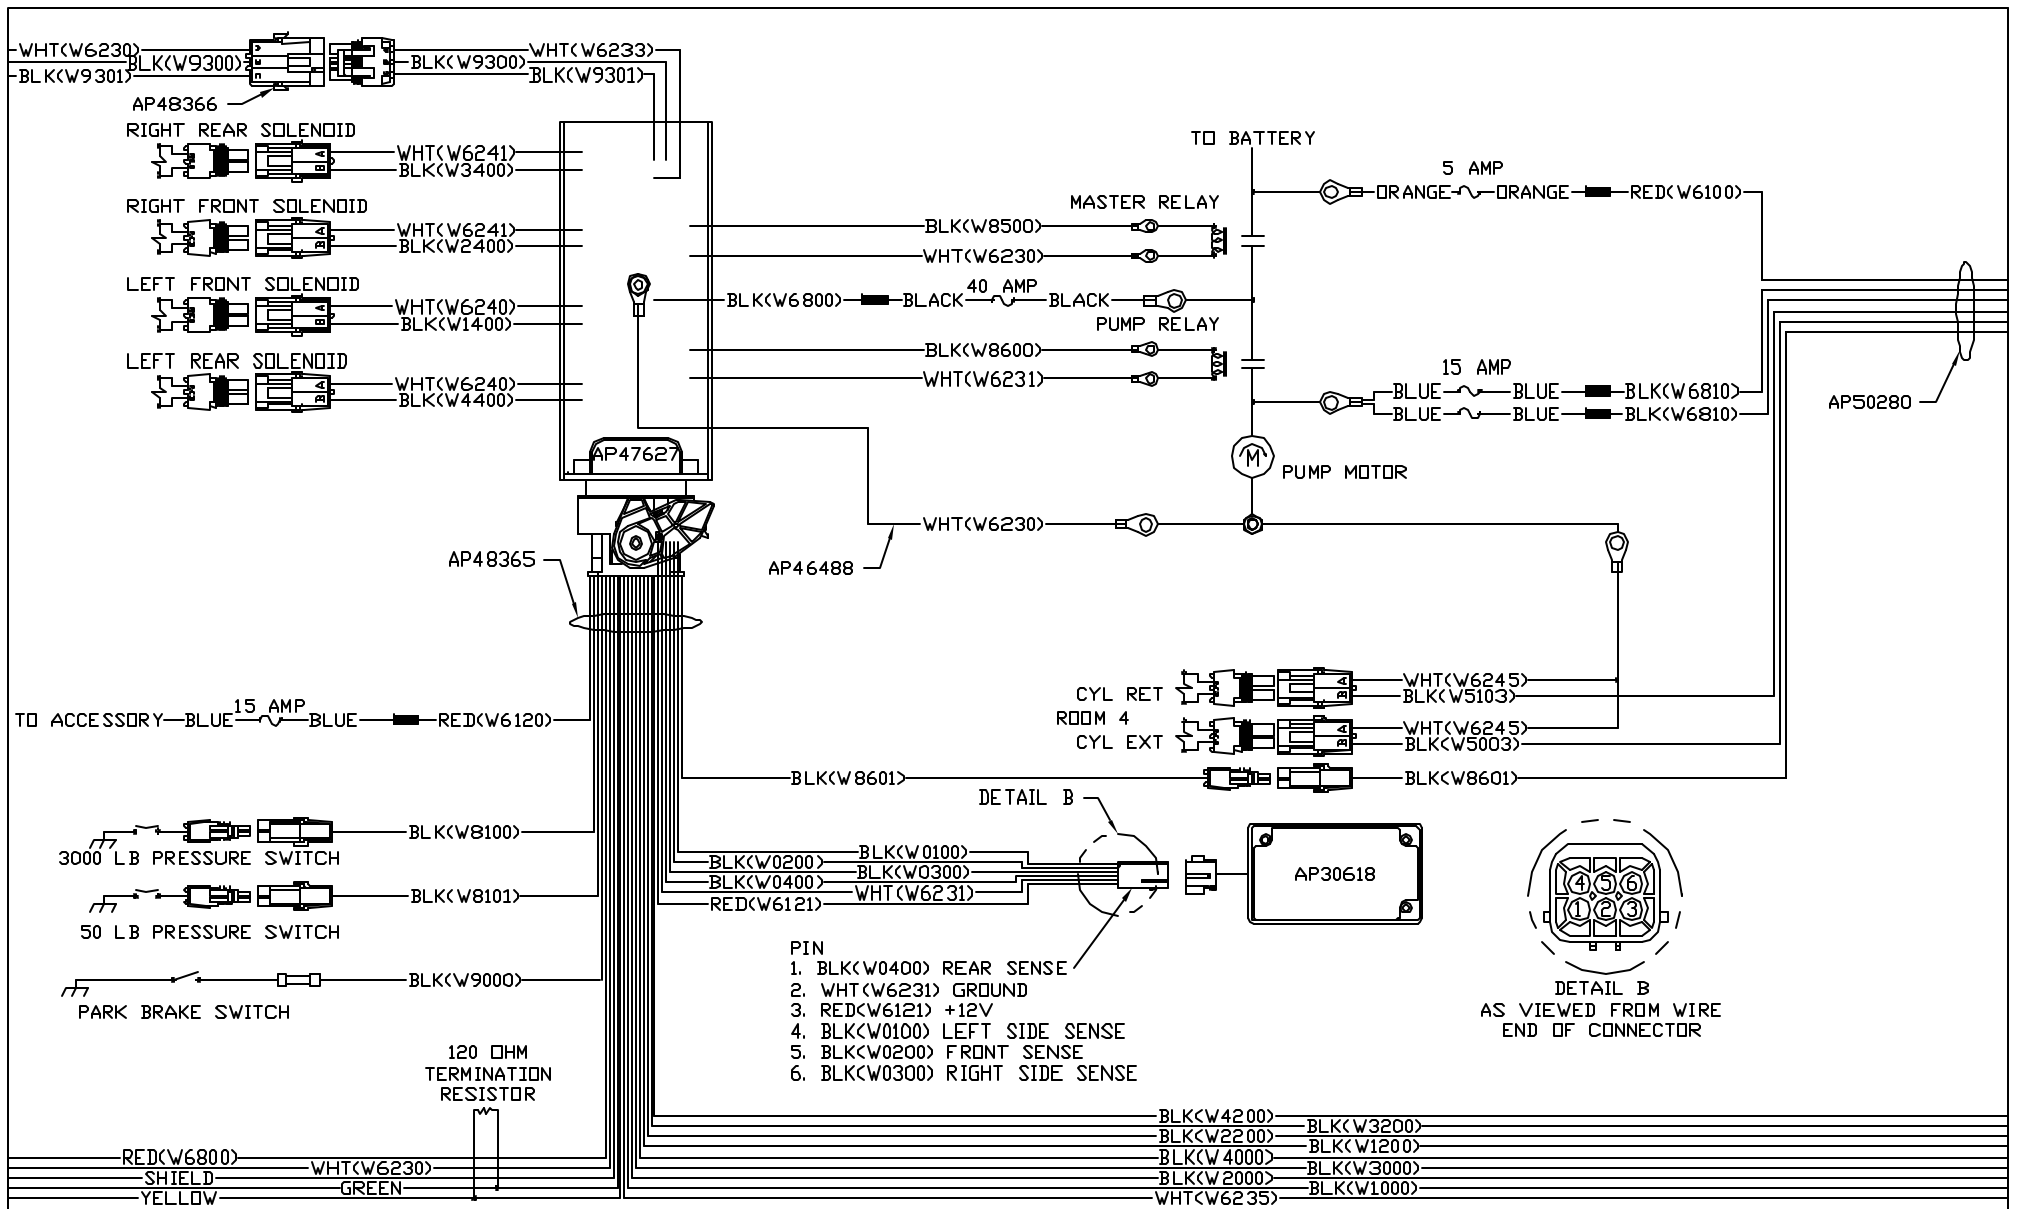 WHT(W6230)
BLK(W9300)
BLK(W9301)
WHT(W6233)
BLK(W9300)
BLK(W9301)
AP48366
RIGHT REAR SOLENOID
A
B
WHT(W6241)
BLK(W3400)
RIGHT FRONT SOLENOID
A
B
WHT(W6241)
BLK(W2400)
LEFT FRONT SOLENOID
A
B
WHT(W6240)
BLK(W1400)
LEFT REAR SOLENOID
A
B
WHT(W6240)
BLK(W4400)
AP47627
TO BATTERY
5 AMP
ORANGE
ORANGE
RED(W6100)
MASTER RELAY
BLK(W8500)
WHT(W6230)
40 AMP
BLK(W6800)
BLACK
BLACK
PUMP RELAY
BLK(W8600)
WHT(W6231)
15 AMP
BLUE
BLUE
BLK(W6810)
BLUE
BLUE
BLK(W6810)
AP50280
M
PUMP MOTOR
WHT(W6230)
AP48365
AP46488
CYL RET
A
B
WHT(W6245)
BLK(W5103)
ROOM 4
CYL EXT
A
B
WHT(W6245)
BLK(W5003)
TO ACCESSORY
BLUE
15 AMP
BLUE
RED(W6120)
BLK(W8601)
BLK(W8601)
DETAIL B
BLK(W8100)
3000 LB PRESSURE SWITCH
BLK(W8101)
50 LB PRESSURE SWITCH
BLK(W9000)
PARK BRAKE SWITCH
BLK(W0100)
BLK(W0200)
BLK(W0300)
BLK(W0400)
WHT(W6231)
RED(W6121)
AP30618
4 5 6
1 2 3
DETAIL B
AS VIEWED FROM WIRE
END OF CONNECTOR
PIN
1. BLK(W0400) REAR SENSE
2. WHT(W6231) GROUND
3. RED(W6121) +12V
4. BLK(W0100) LEFT SIDE SENSE
5. BLK(W0200) FRONT SENSE
6. BLK(W0300) RIGHT SIDE SENSE
120 OHM
TERMINATION
RESISTOR
RED(W6800)
WHT(W6230)
SHIELD
GREEN
YELLOW
BLK(W4200)
BLK(W3200)
BLK(W2200)
BLK(W1200)
BLK(W4000)
BLK(W3000)
BLK(W2000)
BLK(W1000)
WHT(W6235)